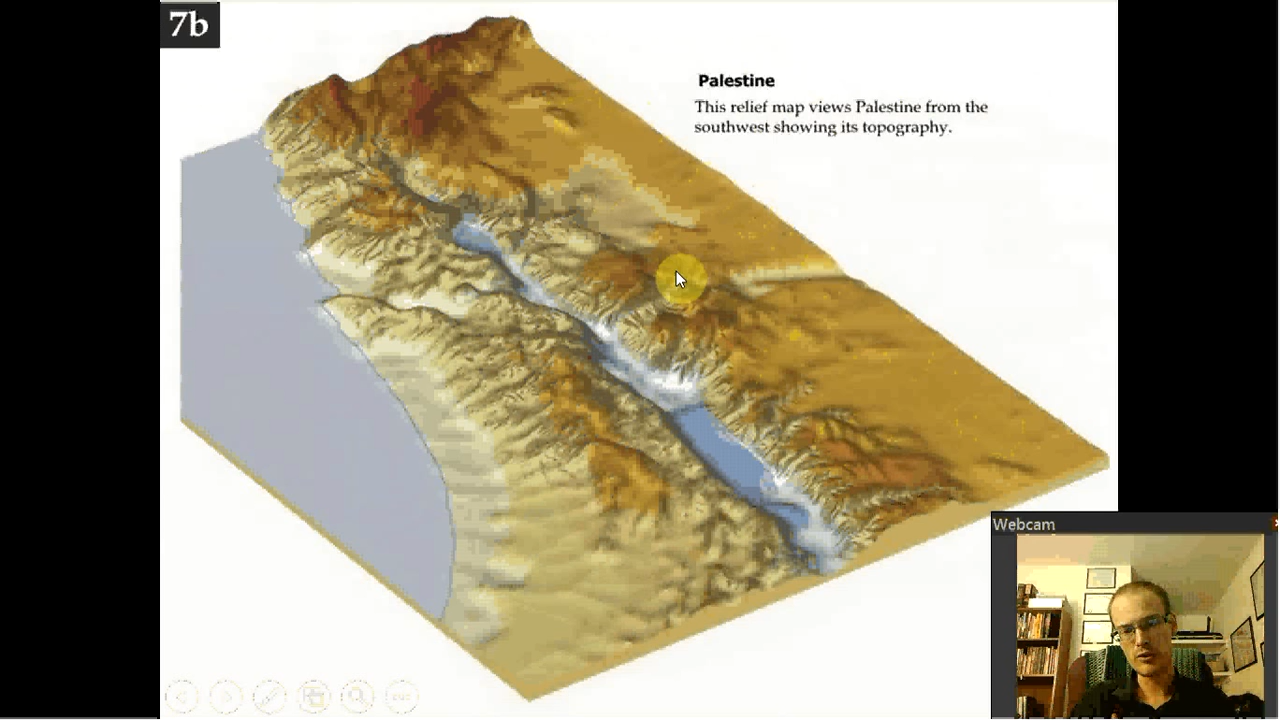 7b
Palestine
This relief map views Palestine from the
southwest showing its topography.
Webcam